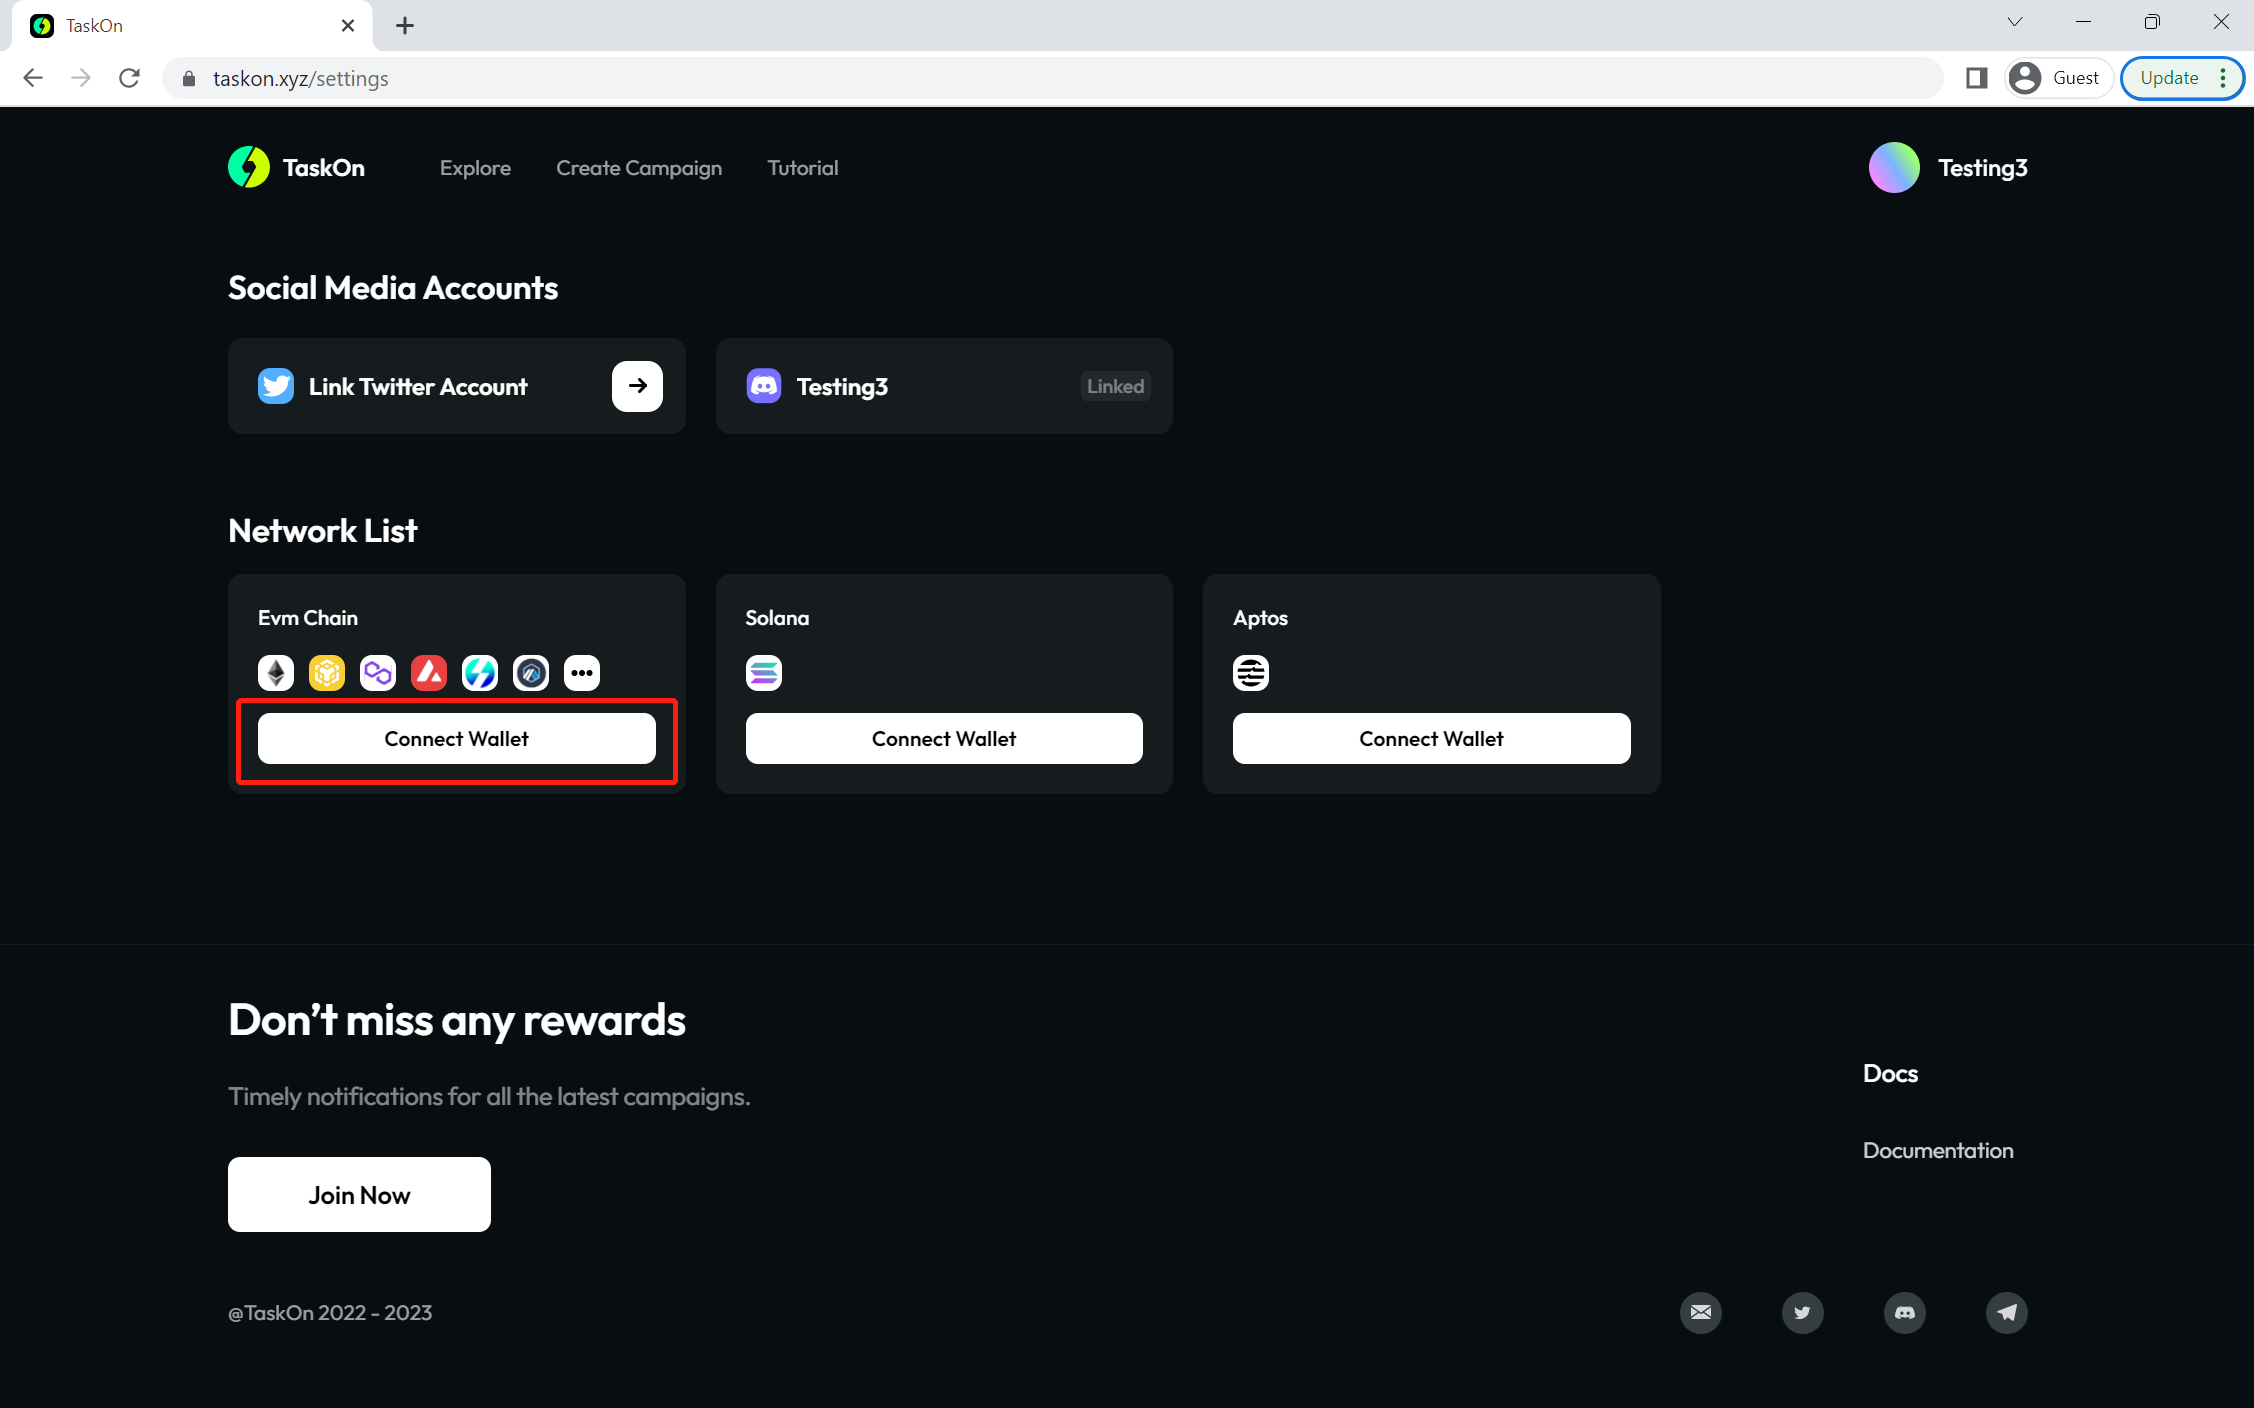 TaskOn
taskon.xyz/settings
Guest
Update
TaskOn
Explore
Create Campaign
Tutorial
Testing3
Social Media Accounts
Link Twitter Account
Testing3
Linked
Network List
Evm Chain
Solana
Aptos
Connect Wallet
Connect Wallet
Connect Wallet
Don’t miss any rewards
Timely notifications for all the latest campaigns.
Join Now
Docs
Documentation
@TaskOn 2022 - 2023